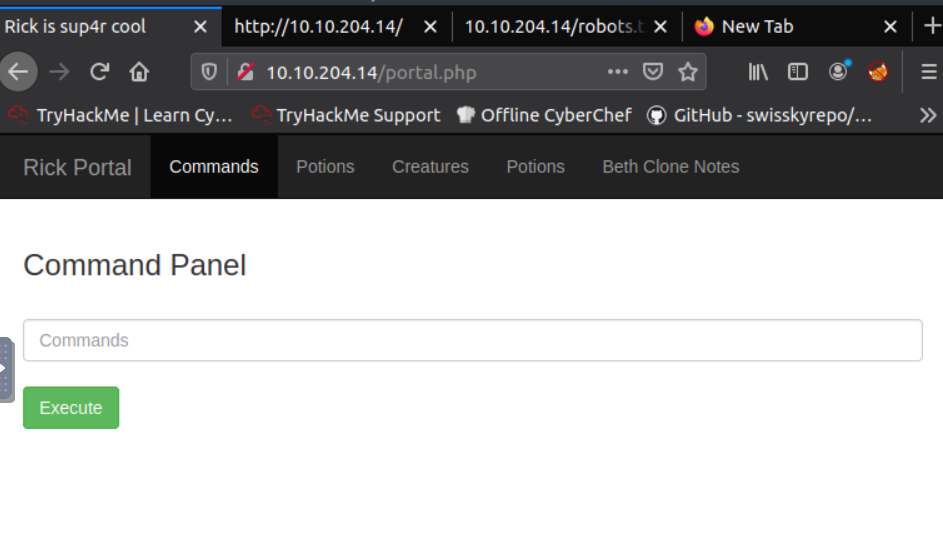 Rick is sup4r cool http://10.10.204.14/ 10.10.204.14/robots.t New Tab
10.10.204.14/portal.php
TryHackMe | Learn Cy... TryHackMe Support Offline CyberChef GitHub - swisskyrepo/...
Rick Portal Commands Potions Creatures Potions Beth Clone Notes
Command Panel
Commands
Execute